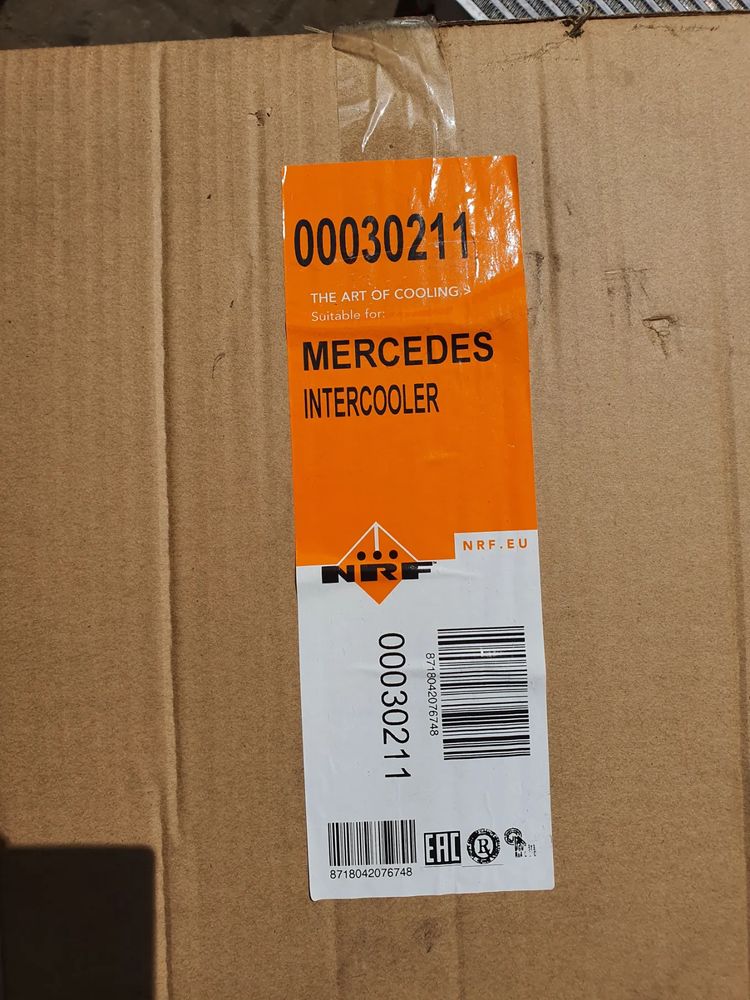 00030211
THE ART OF COOLING
Suitable for:
MERCEDES
INTERCOOLER
NRF.EU
NRF
00030211
8718042076748
8718042076748
EAC
R